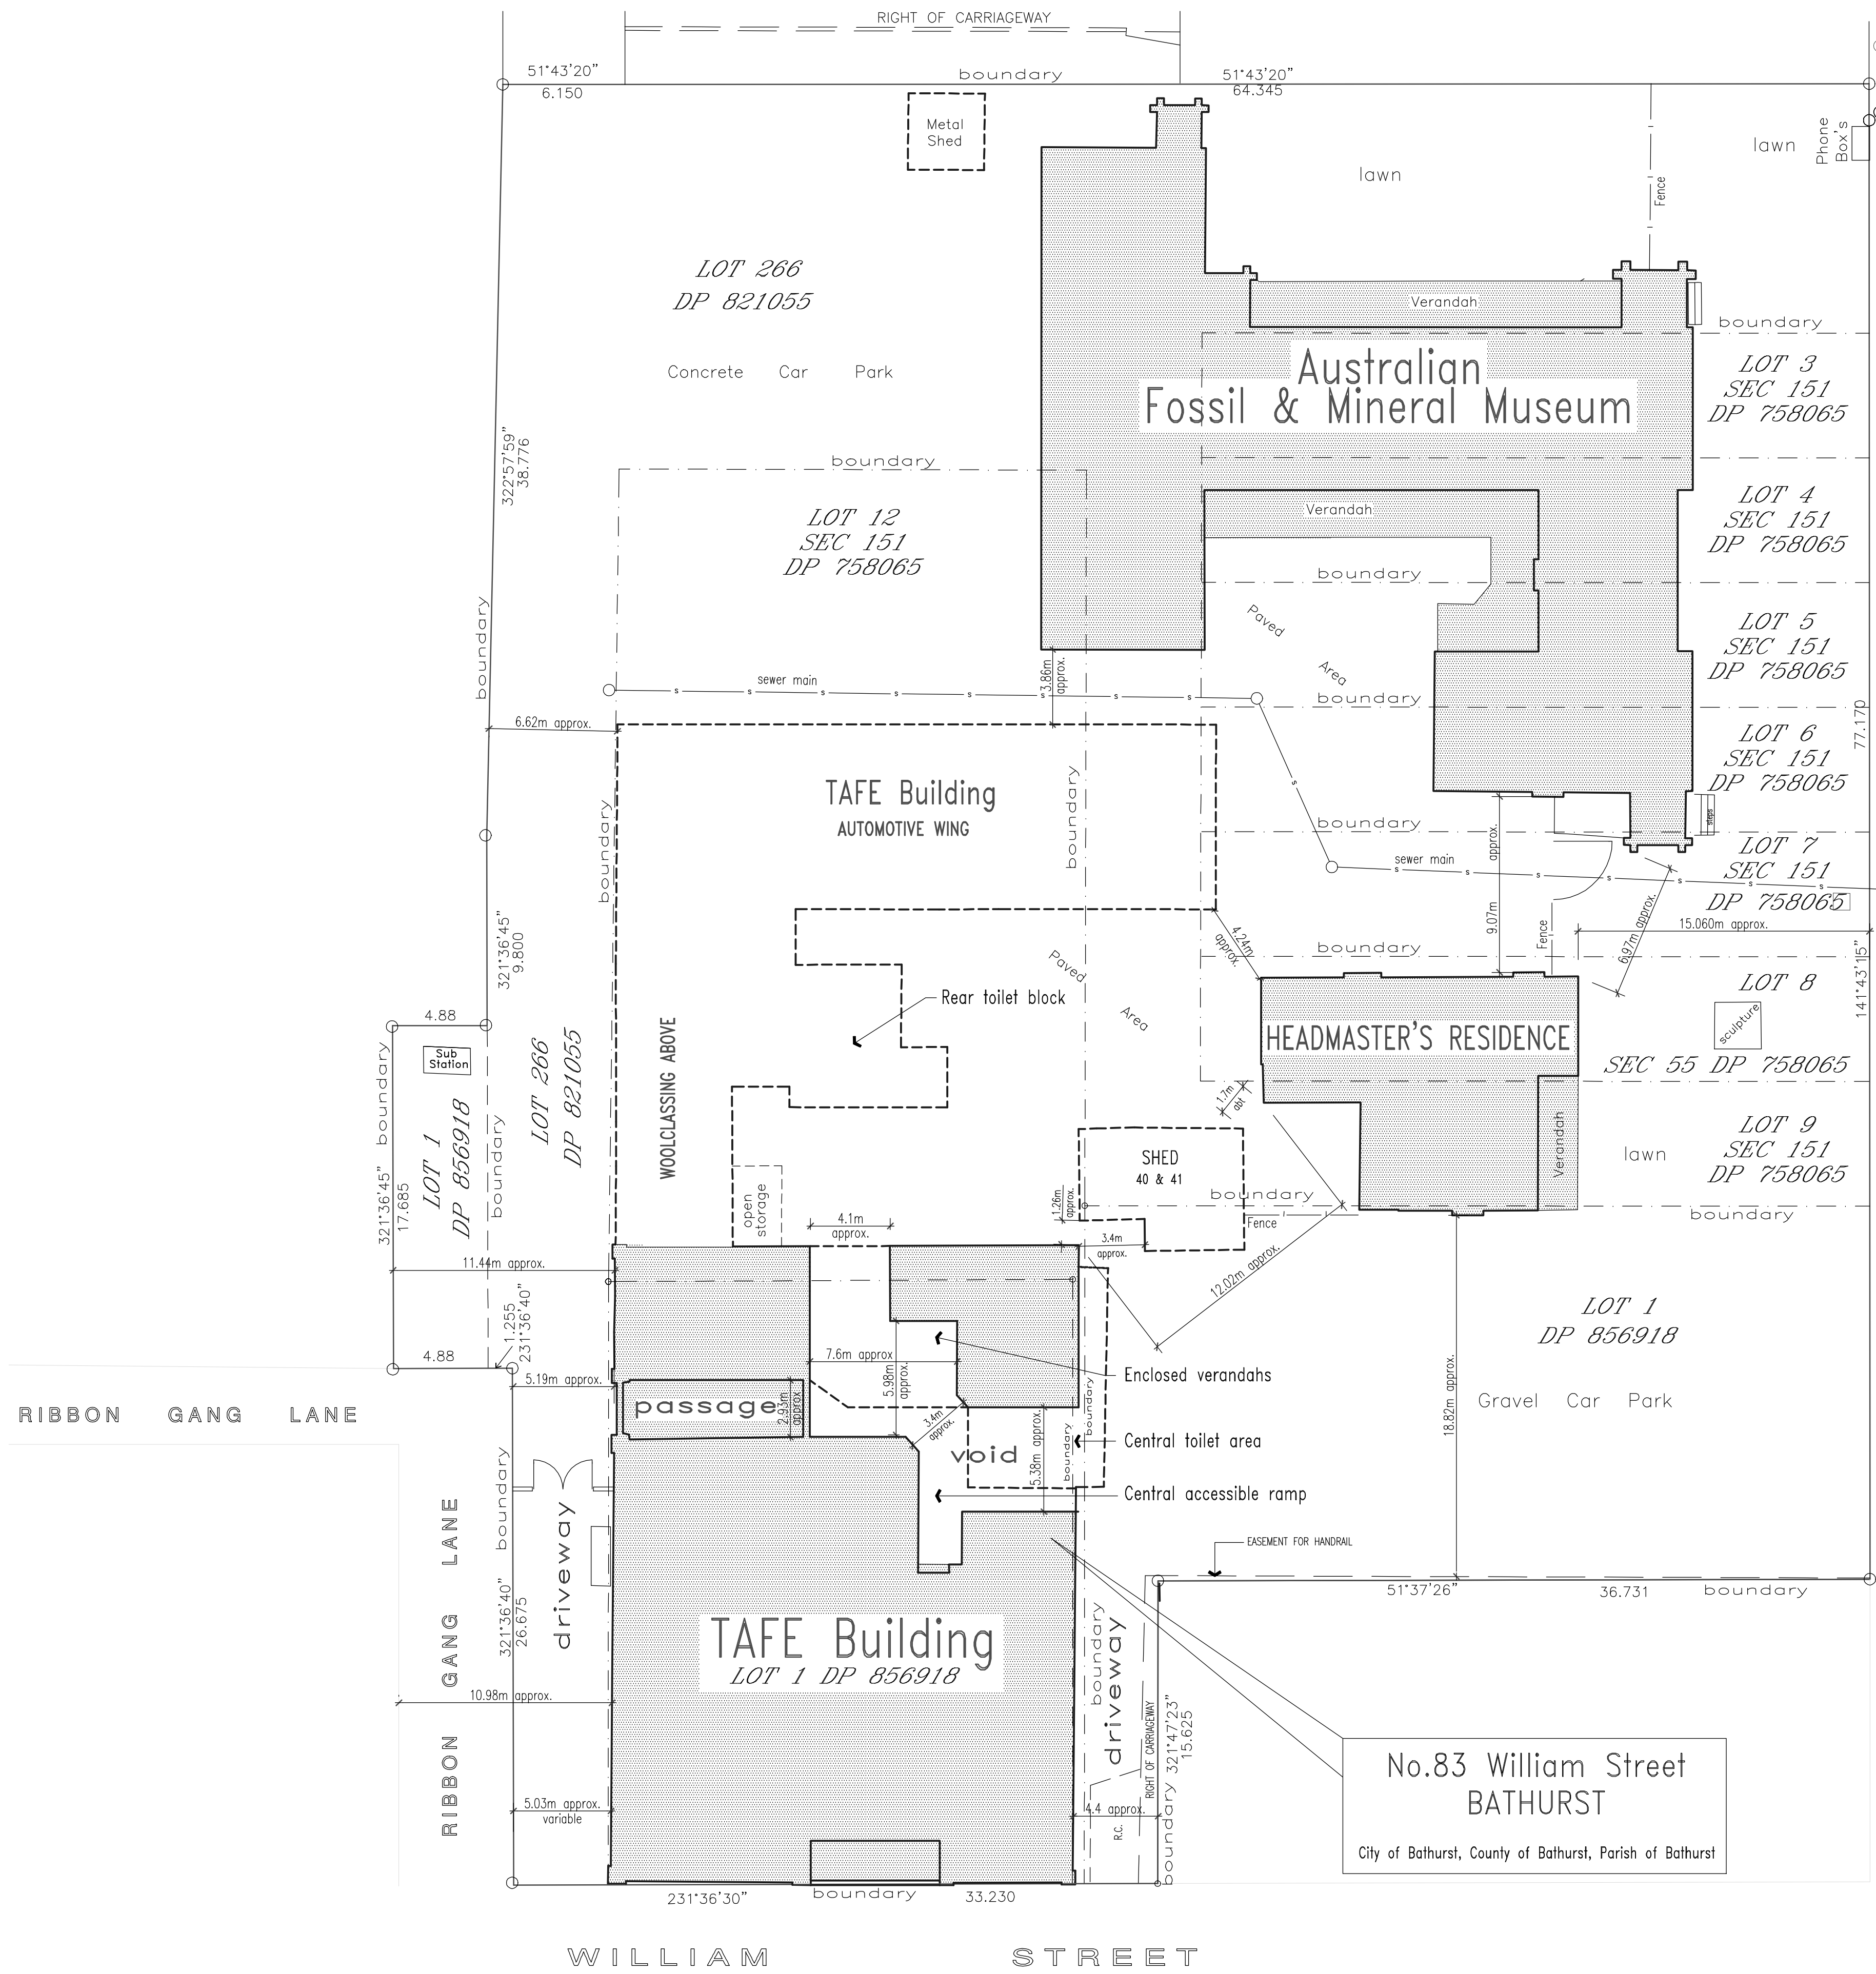 RIGHT OF CARRIAGEWAY
51°43'20"
6.150
boundary
51°43'20"
64.345
Metal
Shed
lawn
Fence
lawn
Phone
Box's
LOT 266
DP 821055
Concrete Car Park
Verandah
boundary
Australian
Fossil & Mineral Museum
LOT 3
SEC 151
DP 758065
322°57'59"
38.776
boundary
LOT 12
SEC 151
DP 758065
Verandah
LOT 4
SEC 151
DP 758065
boundary
boundary
Paved
Area
LOT 5
SEC 151
DP 758065
sewer main
s s s s s s s s
3.86m
approx.
boundary
6.62m approx.
LOT 6
SEC 151
DP 758065
77.170
TAFE Building
AUTOMOTIVE WING
boundary
boundary
s
boundary
approx.
9.07m
steps
LOT 7
SEC 151
DP 758065
sewer main
s s s s s s s
15.060m approx.
6.97m approx.
Fence
321°36'45"
9.800
4.24m
approx.
boundary
Paved
Area
Rear toilet block
LOT 8
sculpture
SEC 55 DP 758065
141°43'15"
HEADMASTER'S RESIDENCE
4.88
Sub
Station
LOT 266
DP 821055
WOOLCLASSING ABOVE
boundary
321°36'45"
17.685
LOT 1
DP 856918
boundary
1.7m
abt
SHED
40 & 41
Verandah
lawn
LOT 9
SEC 151
DP 758065
open
storage
4.1m
approx.
1.26m
approx.
3.4m
approx.
boundary
Fence
boundary
12.02m approx.
11.44m approx.
1.255
231°36'40"
4.88
5.19m approx.
LOT 1
DP 856918
7.6m approx
5.98m
approx.
Enclosed verandahs
18.82m approx.
Gravel Car Park
RIBBON GANG LANE
passage
2.93m
approx
3.4m
approx.
boundary
void
5.38m approx.
boundary
Central toilet area
Central accessible ramp
boundary
321°36'40"
26.675
RIBBON GANG LANE
driveway
EASEMENT FOR HANDRAIL
51°37'26"
36.731
boundary
TAFE Building
LOT 1 DP 856918
boundary
driveway
10.98m approx.
RIGHT OF CARRIAGEWAY
321°47'23"
15.625
boundary
No.83 William Street
BATHURST
City of Bathurst, County of Bathurst, Parish of Bathurst
5.03m approx.
variable
4.4 approx.
R.C.
231°36'30"
boundary
33.230
WILLIAM STREET